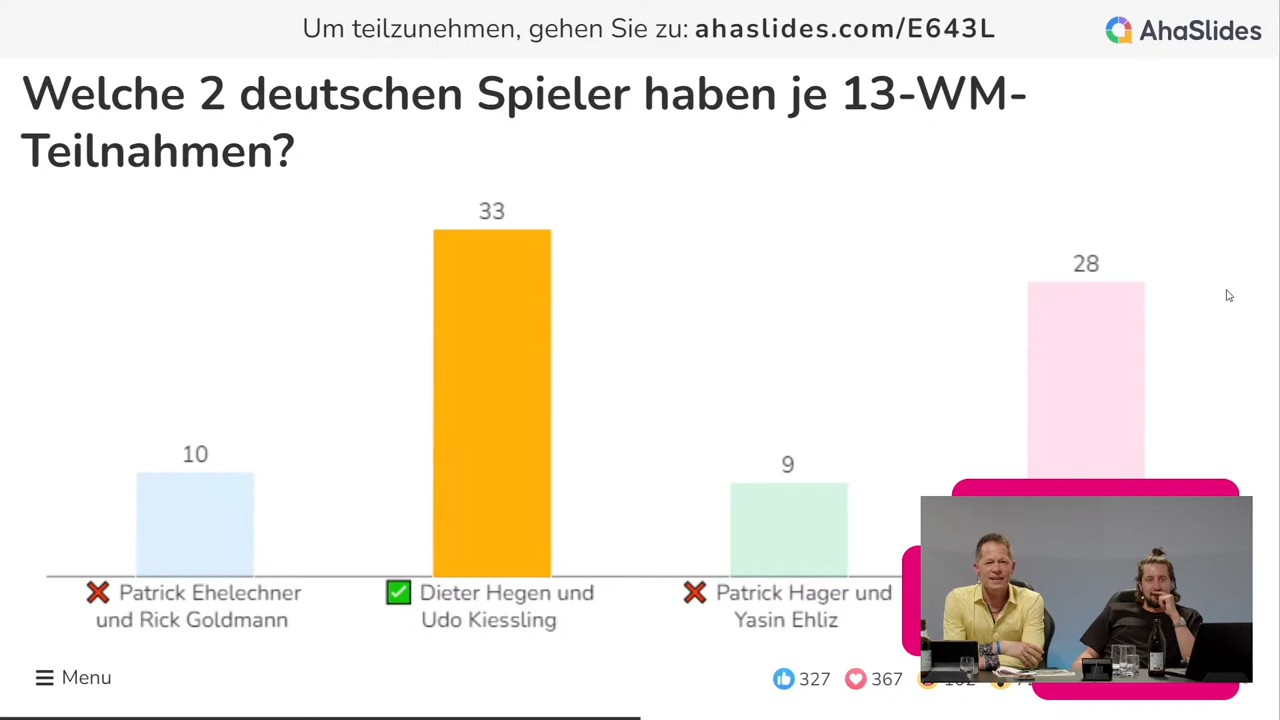 Um teilzunehmen, gehen Sie zu: ahaslides.com/E643L
AhaSlides
Welche 2 deutschen Spieler haben je 13-WM-
Teilnahmen?
33
28
10
9
❌ Patrick Ehelechner
und Rick Goldmann
✅ Dieter Hegen und
Udo Kiessling
❌ Patrick Hager und
Yasin Ehliz
Menu
327
367